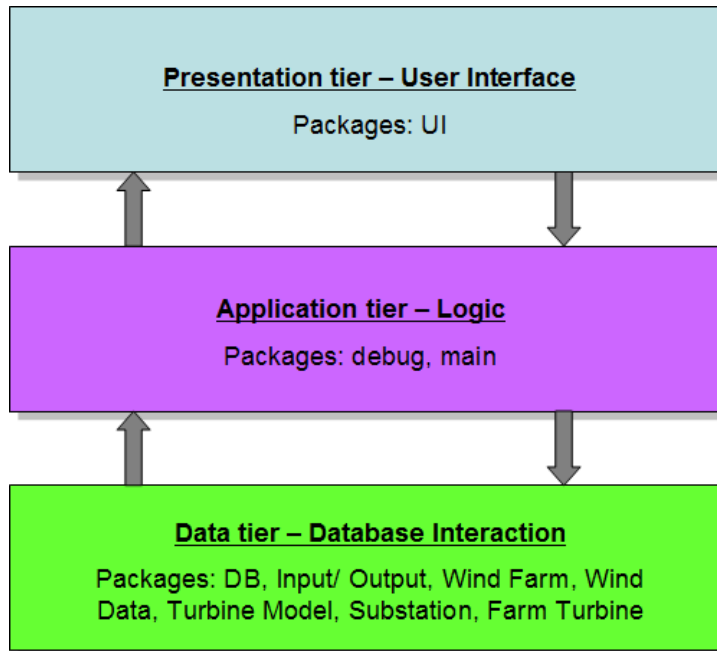 Presentation tier – User Interface
Packages: UI
Application tier – Logic
Packages: debug, main
Data tier – Database Interaction
Packages: DB, Input/ Output, Wind Farm, Wind
Data, Turbine Model, Substation, Farm Turbine